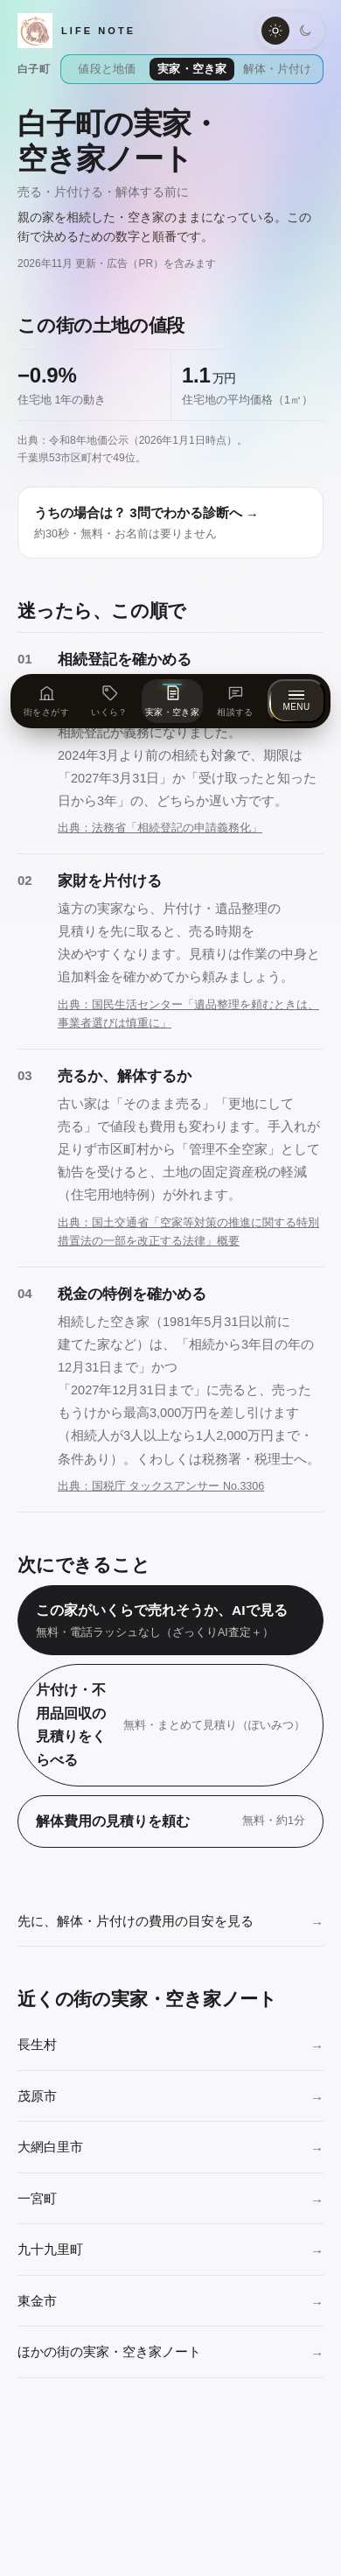 LIFE NOTE
白子町
値段と地価
実家・空き家
解体・片付け
白子町の実家・
空き家ノート
売る・片付ける・解体する前に
親の家を相続した・空き家のままになっている。この
街で決めるための数字と順番です。
2026年11月 更新・広告（PR）を含みます
この街の土地の値段
−0.9%
住宅地 1年の動き
1.1万円
住宅地の平均価格（1㎡）
出典：令和8年地価公示（2026年1月1日時点）。
千葉県53市区町村で49位。
うちの場合は？ 3問でわかる診断へ →
約30秒・無料・お名前は要りません
迷ったら、この順で
01
相続登記を確かめる
街をさがす
いくら？
実家・空き家
相談する
MENU
相続登記が義務になりました。
2024年3月より前の相続も対象で、期限は
「2027年3月31日」か「受け取ったと知った
日から3年」の、どちらか遅い方です。
出典：法務省「相続登記の申請義務化」
02
家財を片付ける
遠方の実家なら、片付け・遺品整理の
見積りを先に取ると、売る時期を
決めやすくなります。見積りは作業の中身と
追加料金を確かめてから頼みましょう。
出典：国民生活センター「遺品整理を頼むときは、
事業者選びは慎重に」
03
売るか、解体するか
古い家は「そのまま売る」「更地にして
売る」で値段も費用も変わります。手入れが
足りず市区町村から「管理不全空家」として
勧告を受けると、土地の固定資産税の軽減
（住宅用地特例）が外れます。
出典：国土交通省「空家等対策の推進に関する特別
措置法の一部を改正する法律」概要
04
税金の特例を確かめる
相続した空き家（1981年5月31日以前に
建てた家など）は、「相続から3年目の年の
12月31日まで」かつ
「2027年12月31日まで」に売ると、売った
もうけから最高3,000万円を差し引けます
（相続人が3人以上なら1人2,000万円まで・
条件あり）。くわしくは税務署・税理士へ。
出典：国税庁 タックスアンサー No.3306
次にできること
この家がいくらで売れそうか、AIで見る
無料・電話ラッシュなし（ざっくりAI査定＋）
片付け・不
用品回収の
見積りをく
らべる
無料・まとめて見積り（ぽいみつ）
解体費用の見積りを頼む
無料・約1分
先に、解体・片付けの費用の目安を見る →
近くの街の実家・空き家ノート
長生村 →
茂原市 →
大網白里市 →
一宮町 →
九十九里町 →
東金市 →
ほかの街の実家・空き家ノート →